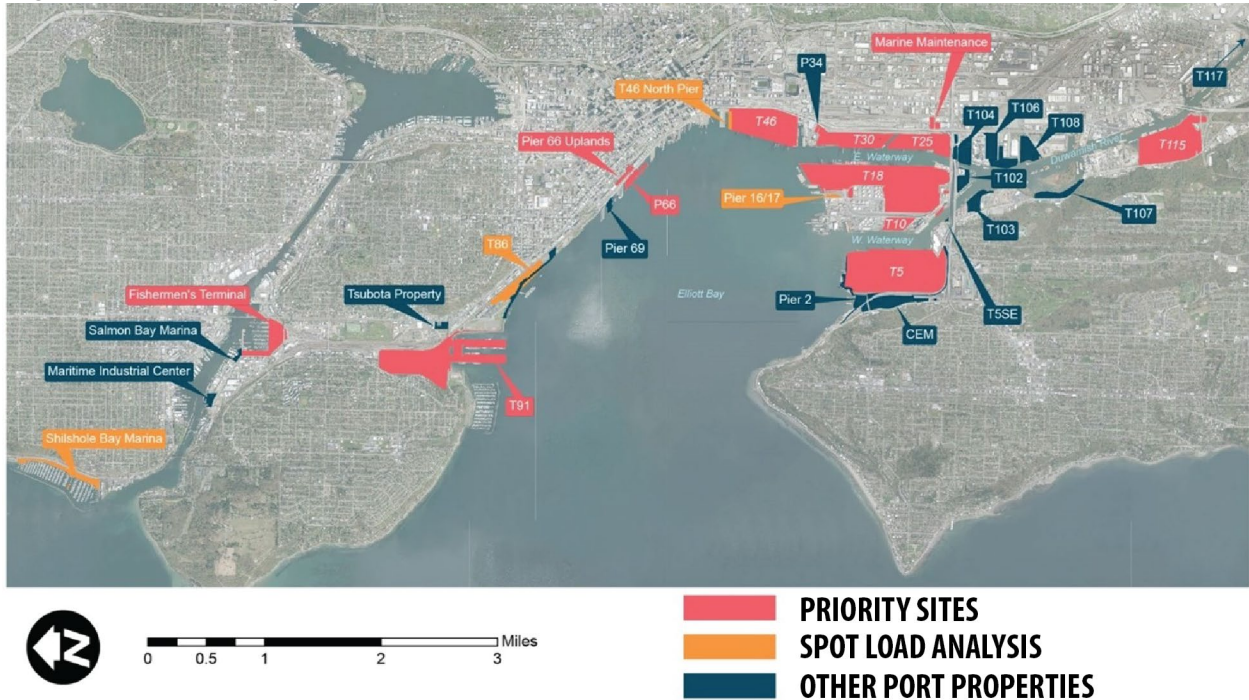 Marine Maintenance
P34
T117
T46 North Pier
T104
T106
T108
T46
T30
T25
T115
Pier 66 Uplands
E. Waterway
Duwamish River
T18
T102
P66
Pier 16/17
T107
T10
T103
Pier 69
W. Waterway
T86
T5
Elliott Bay
Tsubota Property
Fishermen's Terminal
Pier 2
T5SE
Salmon Bay Marina
CEM
Maritime Industrial Center
T91
Shilshole Bay Marina
N
Miles
0 0.5 1 2 3
PRIORITY SITES
SPOT LOAD ANALYSIS
OTHER PORT PROPERTIES